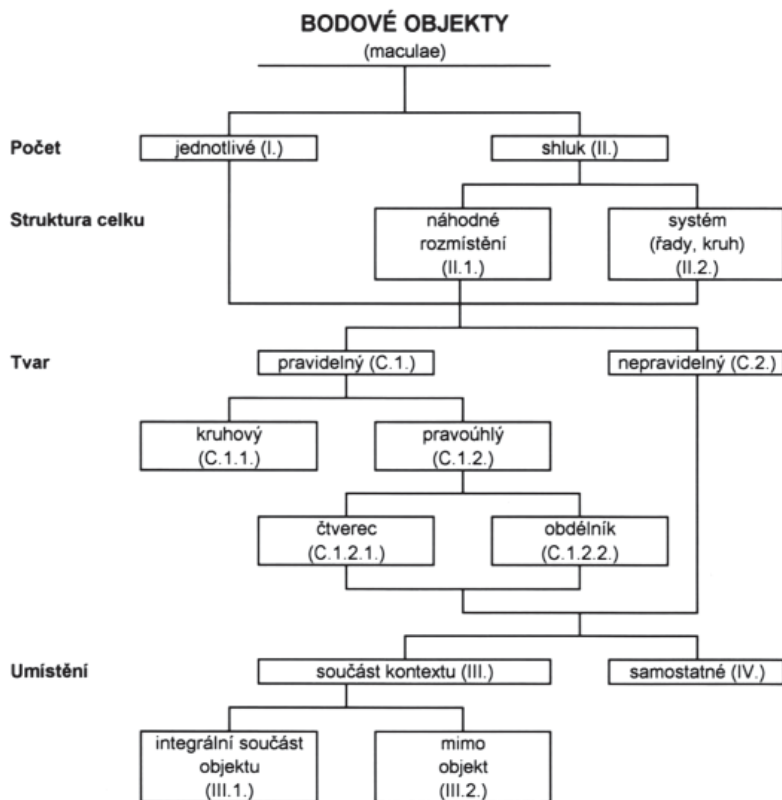 BODOVÉ OBJEKTY
(maculae)
Počet
jednotlivé (I.)
shluk (II.)
Struktura celku
náhodné
rozmístění
(II.1.)
systém
(řady, kruh)
(II.2.)
Tvar
pravidelný (C.1.)
nepravidelný (C.2.)
kruhový
(C.1.1.)
pravoúhlý
(C.1.2.)
čtverec
(C.1.2.1.)
obdélník
(C.1.2.2.)
Umístění
součást kontextu (III.)
samostatné (IV.)
integrální součást
objektu
(III.1.)
mimo
objekt
(III.2.)